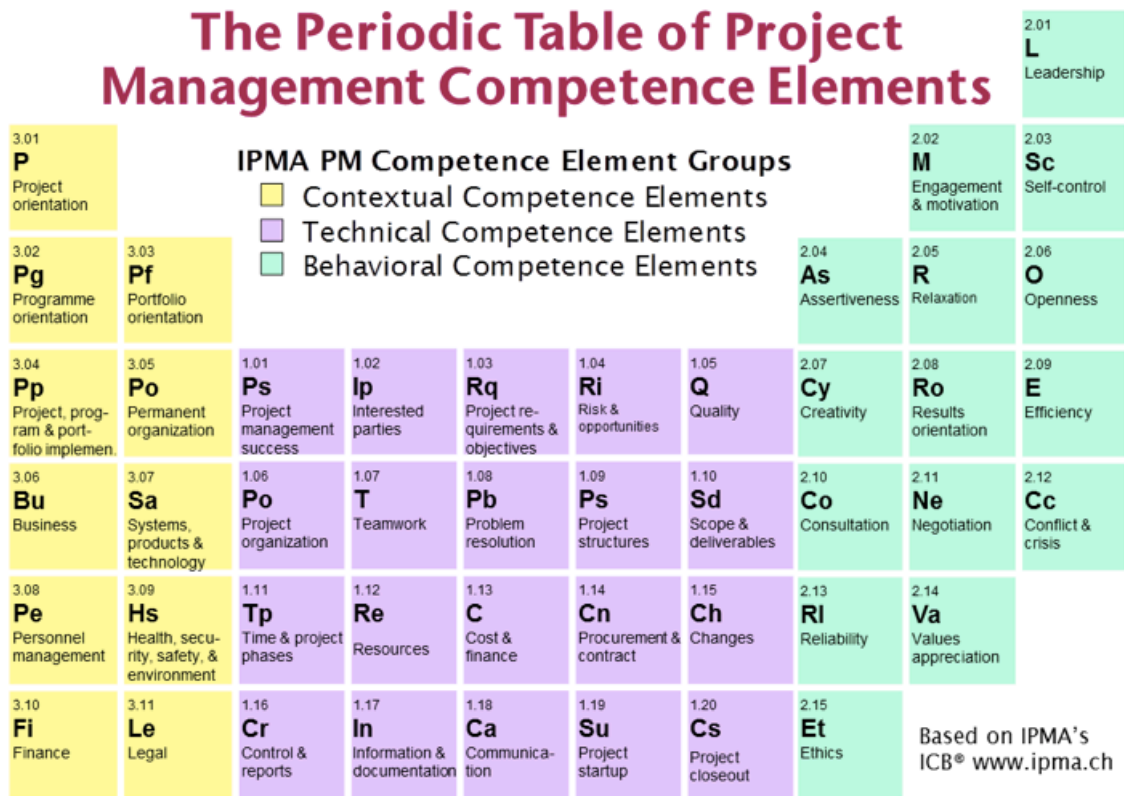 The Periodic Table of Project
Management Competence Elements
2.01
L
Leadership
IPMA PM Competence Element Groups
Contextual Competence Elements
Technical Competence Elements
Behavioral Competence Elements
3.01
P
Project
orientation
2.02
M
Engagement
& motivation
2.03
Sc
Self-control
3.02
Pg
Programme
orientation
3.03
Pf
Portfolio
orientation
2.04
As
Assertiveness
2.05
R
Relaxation
2.06
O
Openness
3.04
Pp
Project, prog-
ram & port-
folio implemen.
3.05
Po
Permanent
organization
1.01
Ps
Project
management
success
1.02
Ip
Interested
parties
1.03
Rq
Project re-
quirements &
objectives
1.04
Ri
Risk &
opportunities
1.05
Q
Quality
2.07
Cy
Creativity
2.08
Ro
Results
orientation
2.09
E
Efficiency
3.06
Bu
Business
3.07
Sa
Systems,
products &
technology
1.06
Po
Project
organization
1.07
T
Teamwork
1.08
Pb
Problem
resolution
1.09
Ps
Project
structures
1.10
Sd
Scope &
deliverables
2.10
Co
Consultation
2.11
Ne
Negotiation
2.12
Cc
Conflict &
crisis
3.08
Pe
Personnel
management
3.09
Hs
Health, secu-
rity, safety, &
environment
1.11
Tp
Time & project
phases
1.12
Re
Resources
1.13
C
Cost &
finance
1.14
Cn
Procurement &
contract
1.15
Ch
Changes
2.13
Rl
Reliability
2.14
Va
Values
appreciation
3.10
Fi
Finance
3.11
Le
Legal
1.16
Cr
Control &
reports
1.17
In
Information &
documentation
1.18
Ca
Communica-
tion
1.19
Su
Project
startup
1.20
Cs
Project
closeout
2.15
Et
Ethics
Based on IPMA's
ICB® www.ipma.ch